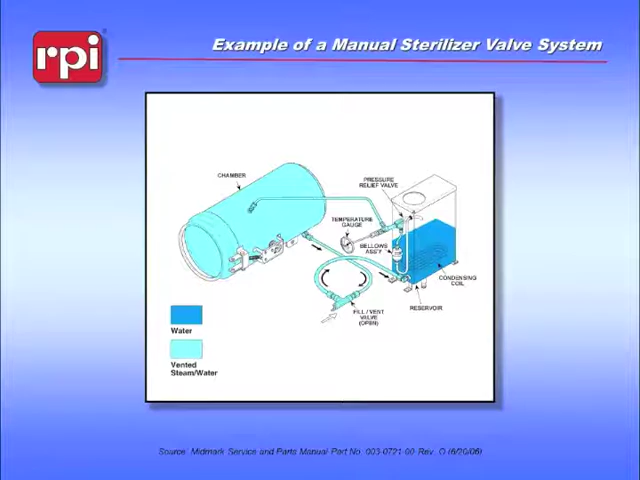 rpi
Example of a Manual Sterilizer Valve System
CHAMBER
PRESSURE
RELIEF VALVE
TEMPERATURE
GAUGE
BELLOWS
ASS'Y
CONDENSING
COIL
RESERVOIR
FILL / VENT
VALVE
(OPEN)
Water
Vented
Steam/Water
Source: Midmark Service and Parts Manual Part No. 003-0721-00 Rev. O (6/20/06)